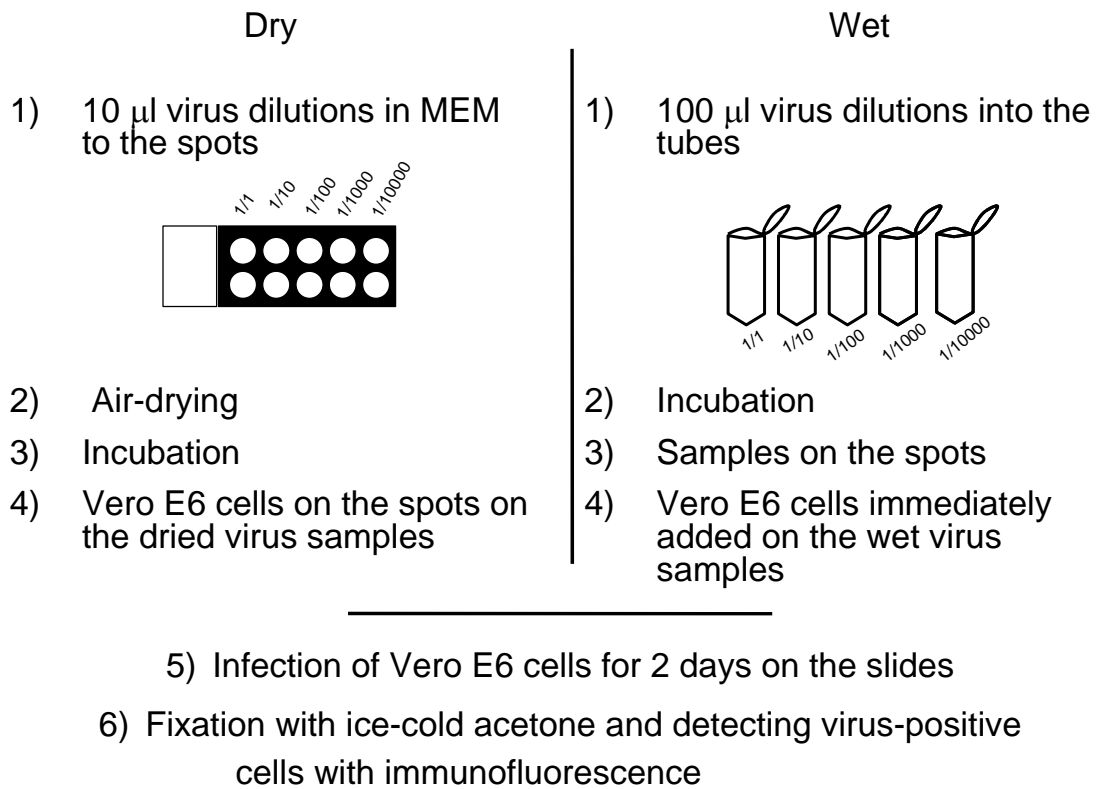 Dry
1) 10 μl virus dilutions in MEM
to the spots
1/1 1/10 1/100 1/1000 1/10000
2) Air-drying
3) Incubation
4) Vero E6 cells on the spots on
the dried virus samples
Wet
1) 100 μl virus dilutions into the
tubes
1/1 1/10 1/100 1/1000 1/10000
2) Incubation
3) Samples on the spots
4) Vero E6 cells immediately
added on the wet virus
samples
5) Infection of Vero E6 cells for 2 days on the slides
6) Fixation with ice-cold acetone and detecting virus-positive
cells with immunofluorescence